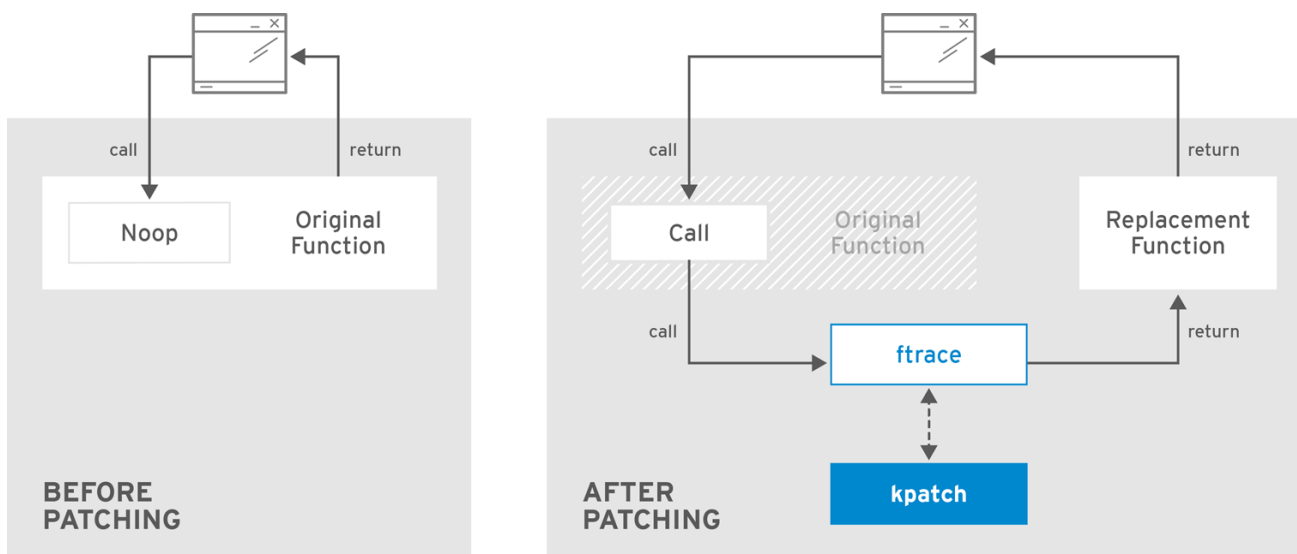 call
return
Noop
Original
Function
BEFORE
PATCHING
call
return
Call
Original
Function
Replacement
Function
call
return
ftrace
kpatch
AFTER
PATCHING